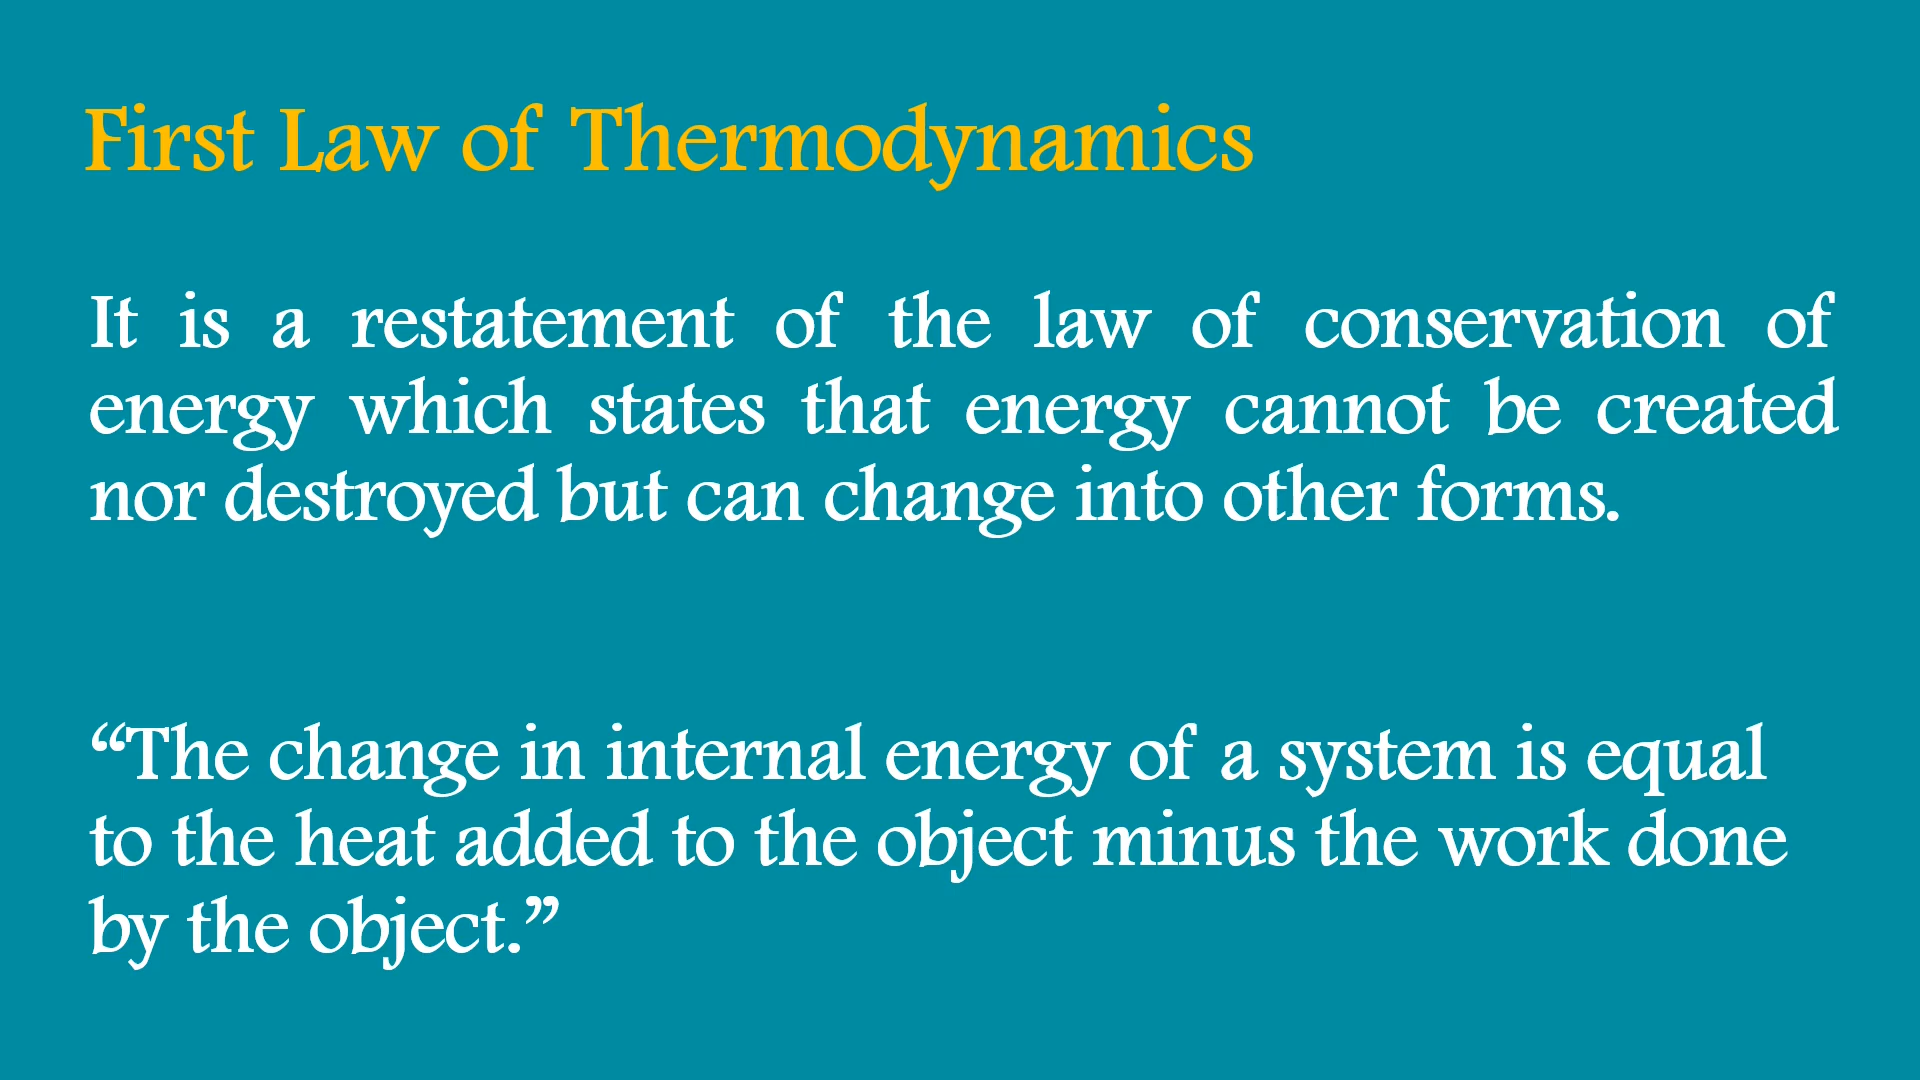 First Law of Thermodynamics
It is a restatement of the law of conservation of
energy which states that energy cannot be created
nor destroyed but can change into other forms.
“The change in internal energy of a system is equal
to the heat added to the object minus the work done
by the object.”